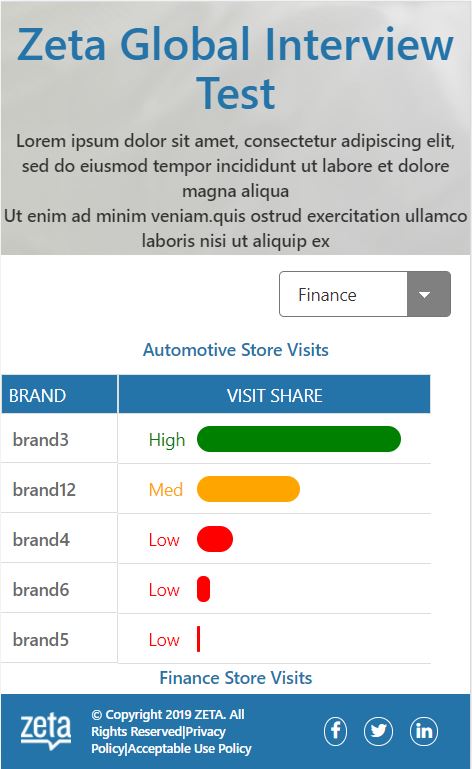 Zeta Global Interview
Test
Lorem ipsum dolor sit amet, consectetur adipiscing elit,
sed do eiusmod tempor incididunt ut labore et dolore
magna aliqua
Ut enim ad minim veniam.quis ostrud exercitation ullamco
laboris nisi ut aliquip ex
Finance
Automotive Store Visits
BRAND VISIT SHARE
brand3 High
brand12 Med
brand4 Low
brand6 Low
brand5 Low
Finance Store Visits
zeta
© Copyright 2019 ZETA. All
Rights Reserved|Privacy
Policy|Acceptable Use Policy